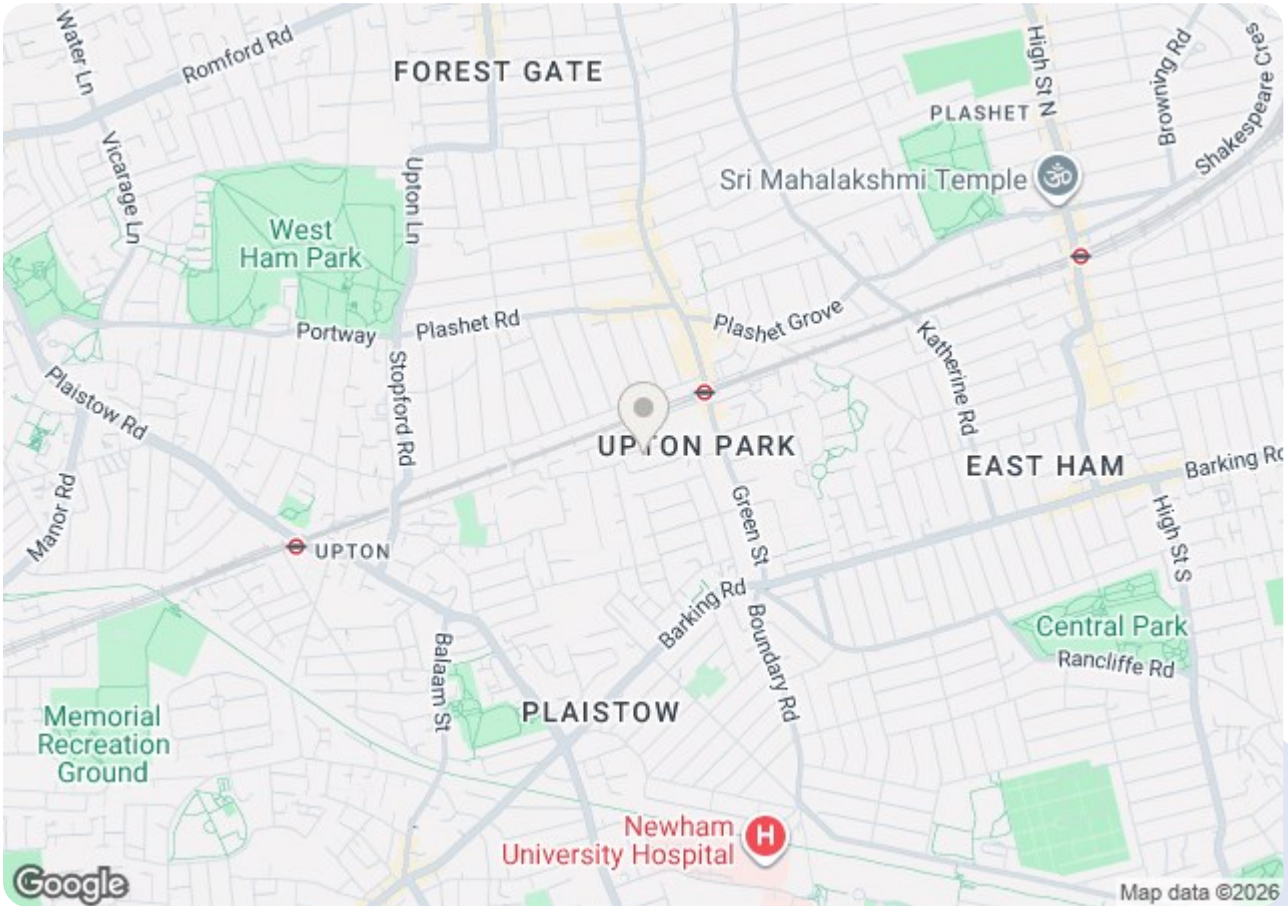 Water Ln
Romford Rd
FOREST GATE
High St N
Browning Rd
Shakespeare Cres
PLASHET
Vicarage Ln
Upton Ln
Sri Mahalakshmi Temple
West
Ham Park
Portway
Plashet Rd
Plashet Grove
Katherine Rd
Plaistow Rd
Stopford Rd
UPTON PARK
EAST HAM
Barking Rd
Manor Rd
Green St
High St S
UPTON
Barking Rd
Boundary Rd
Central Park
Rancliffe Rd
Balaam St
PLAISTOW
Memorial
Recreation
Ground
Newham
University Hospital
H
Google
Map data ©2026